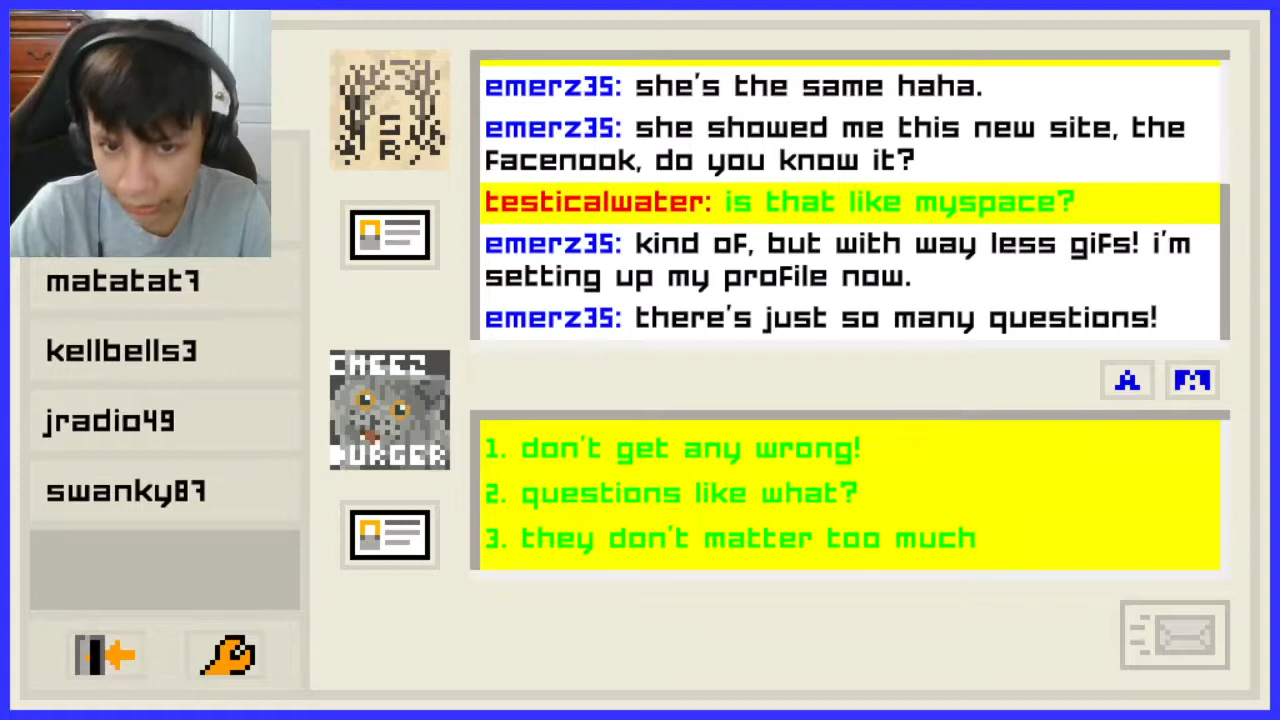 emerz35: she's the same haha.
emerz35: she showed me this new site, the
facenook, do you know it?
testicalwater: is that like myspace?
emerz35: kind of, but with way less gifs! i'm
setting up my profile now.
emerz35: there's just so many questions!
matatat7
kellbells3
jradio49
swanky87
CHEEZ
BURGER
A
1. don't get any wrong!
2. questions like what?
3. they don't matter too much